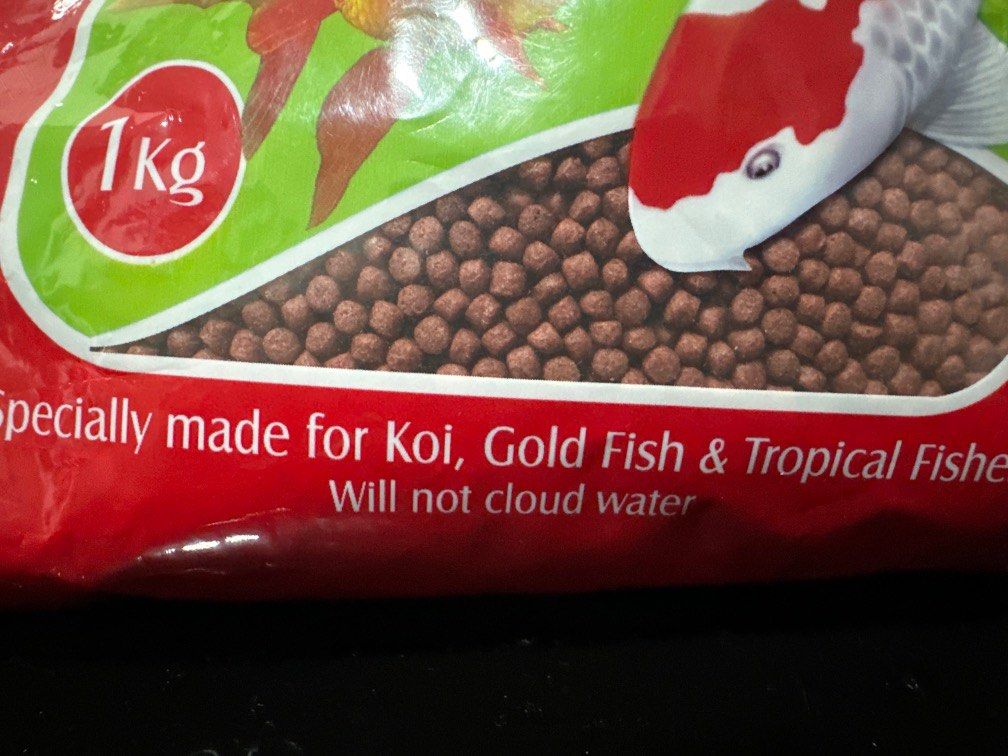 1Kg
Specially made for Koi, Gold Fish & Tropical Fishe
Will not cloud water